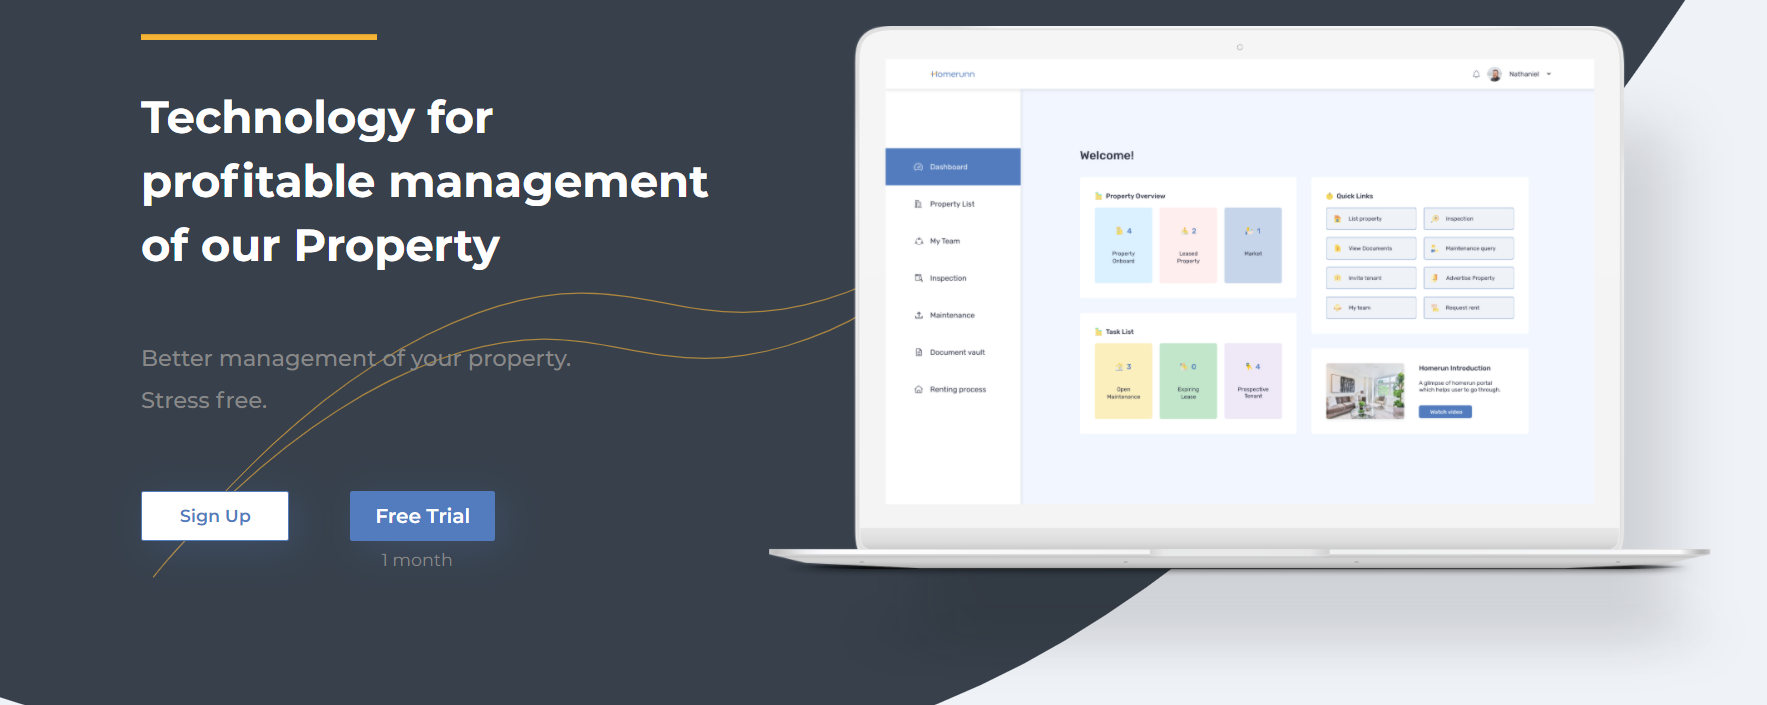 Technology for
profitable management
of our Property
Better management of your property.
Stress free.
Sign Up
Free Trial
1 month
Homerunn
Nathaniel
Dashboard
Property List
My Team
Inspection
Maintenance
Document vault
Renting process
Welcome!
Property Overview
4
Property
Onboard
2
Leased
Property
1
Market
Task List
3
Open
Maintenance
0
Expiring
Lease
4
Prospective
Tenant
Quick Links
List property
Inspection
View Documents
Maintenance query
Invite tenant
Advertise Property
My team
Request rent
Homerun Introduction
A glimpse of homerun portal
which helps user to go through.
Watch video